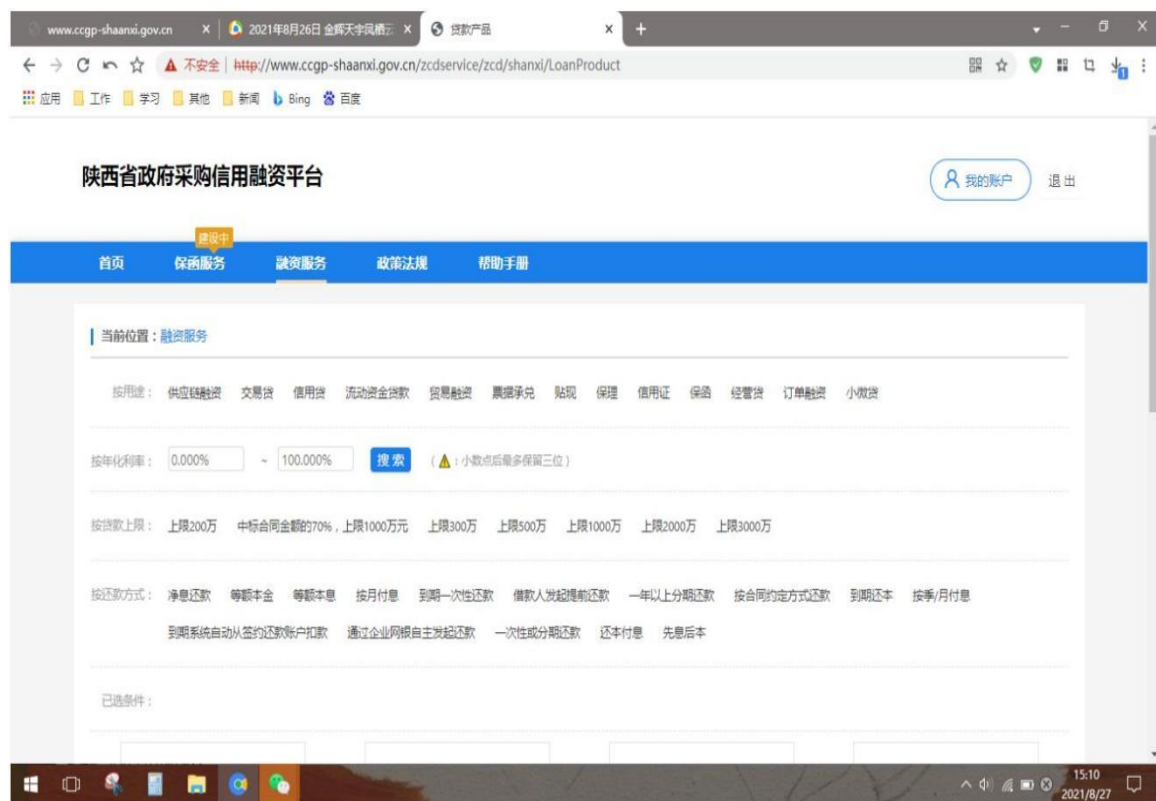 www.ccgp-shaanxi.gov.cn
2021年8月26日 金辉天宇凤栖云
贷款产品
不安全 http://www.ccgp-shaanxi.gov.cn/zcdservice/zcd/shanxi/LoanProduct
应用 工作 学习 其他 新闻 Bing 百度
陕西省政府采购信用融资平台
我的账户 退出
建设中
首页 保函服务 融资服务 政策法规 帮助手册
当前位置：融资服务
按用途： 供应链融资 交易贷 信用贷 流动资金贷款 贸易融资 票据承兑 贴现 保理 信用证 保函 经营贷 订单融资 小微贷
按年化利率： 0.000% ~ 100.000% 搜索 （ ：小数点后最多保留三位）
按贷款上限： 上限200万 中标合同金额的70%，上限1000万元 上限300万 上限500万 上限1000万 上限2000万 上限3000万
按还款方式： 净息还款 等额本金 等额本息 按月付息 到期一次性还款 借款人发起提前还款 一年以上分期还款 按合同约定方式还款 到期还本 按季/月付息
到期系统自动从签约还款账户扣款 通过企业网银自主发起还款 一次性或分期还款 还本付息 先息后本
已选条件：
15:10
2021/8/27